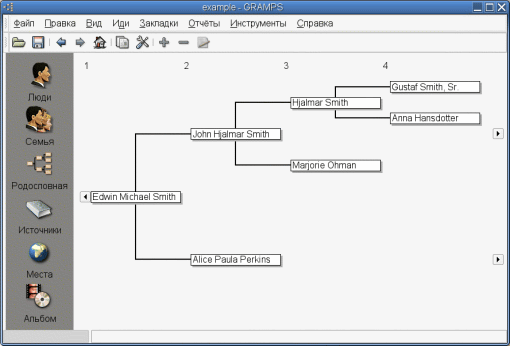 example - GRAMPS
Файл Правка Вид Иди Закладки Отчёты Инструменты Справка
1 2 3 4
Люди
Семья
Родословная
Источники
Места
Альбом
Gustaf Smith, Sr.
Hjalmar Smith
Anna Hansdotter
John Hjalmar Smith
Marjorie Ohman
Edwin Michael Smith
Alice Paula Perkins